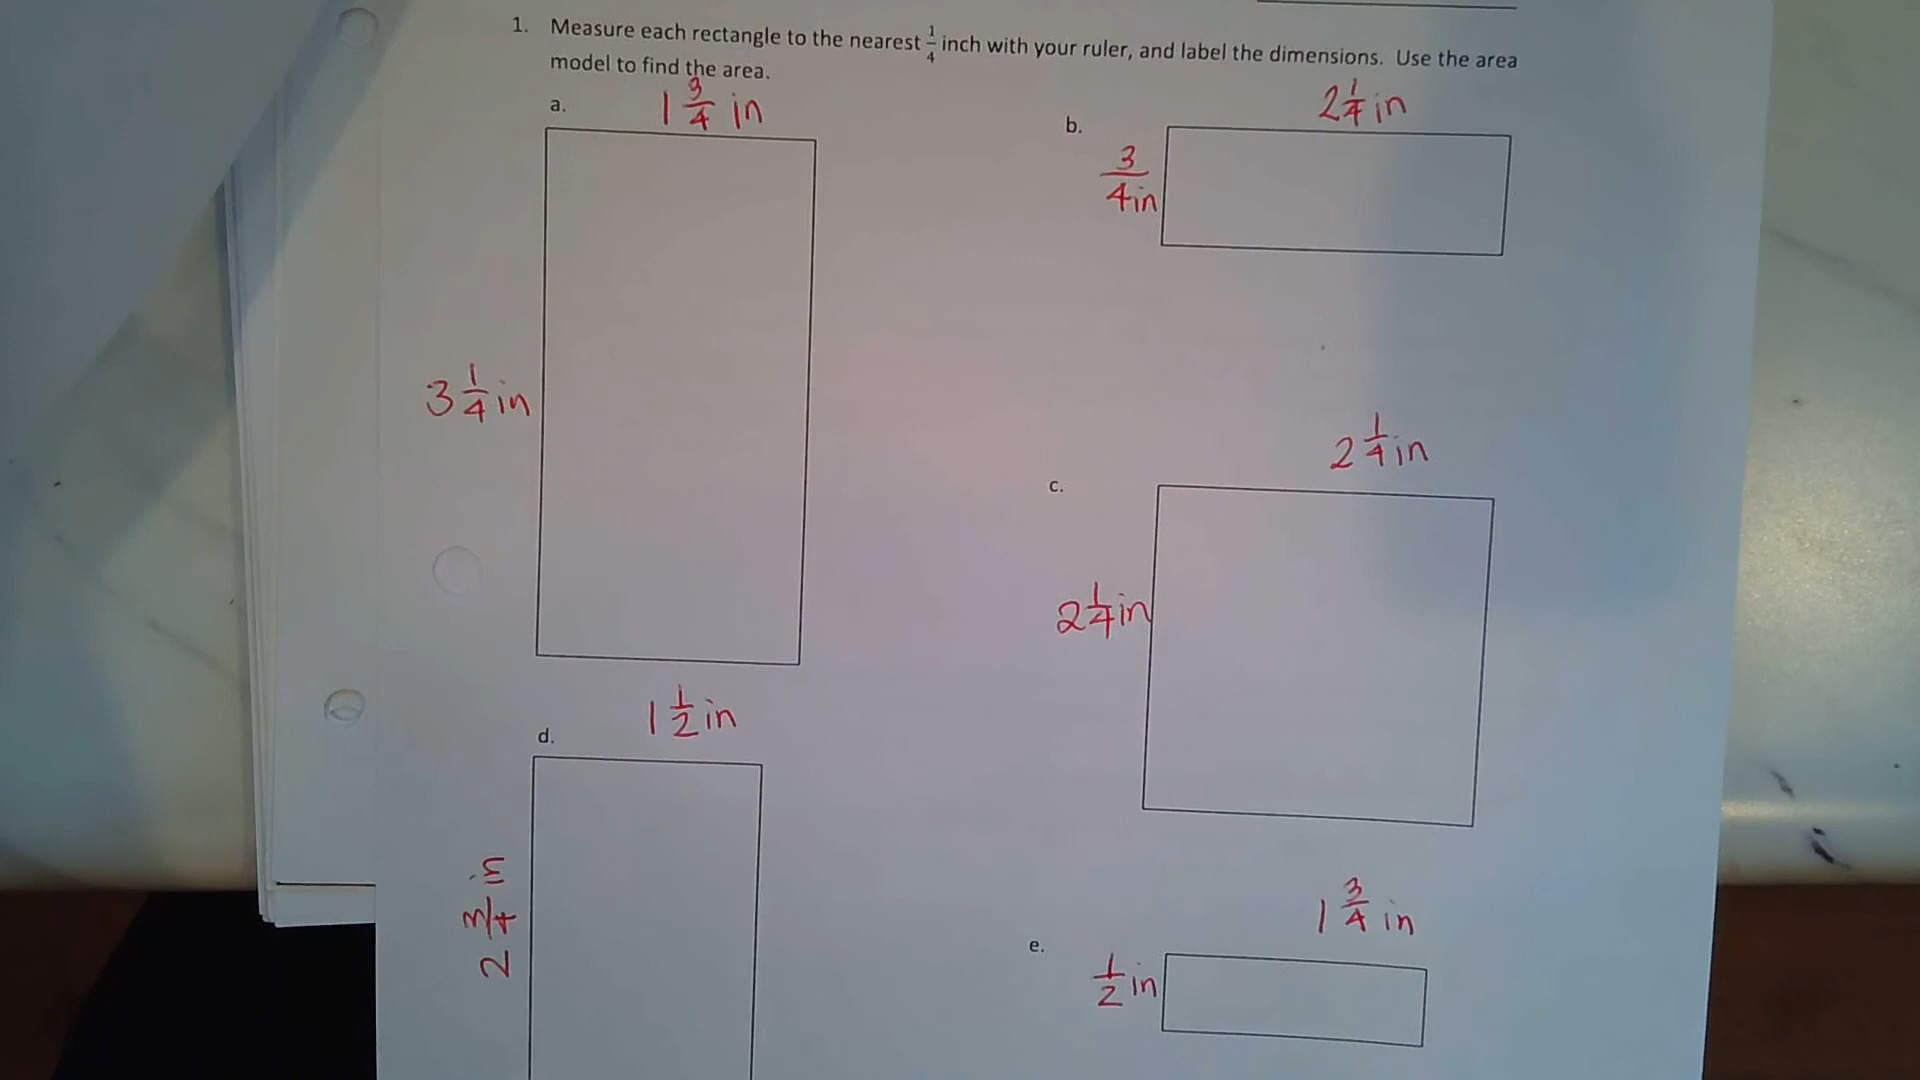 1. Measure each rectangle to the nearest 1/4 inch with your ruler, and label the dimensions. Use the area
model to find the area.
a.
1 3/4 in
3 1/4 in
b.
2 1/4 in
3/4 in
c.
2 1/4 in
2 1/4 in
d.
1 1/2 in
2 3/4 in
e.
1 3/4 in
1/2 in